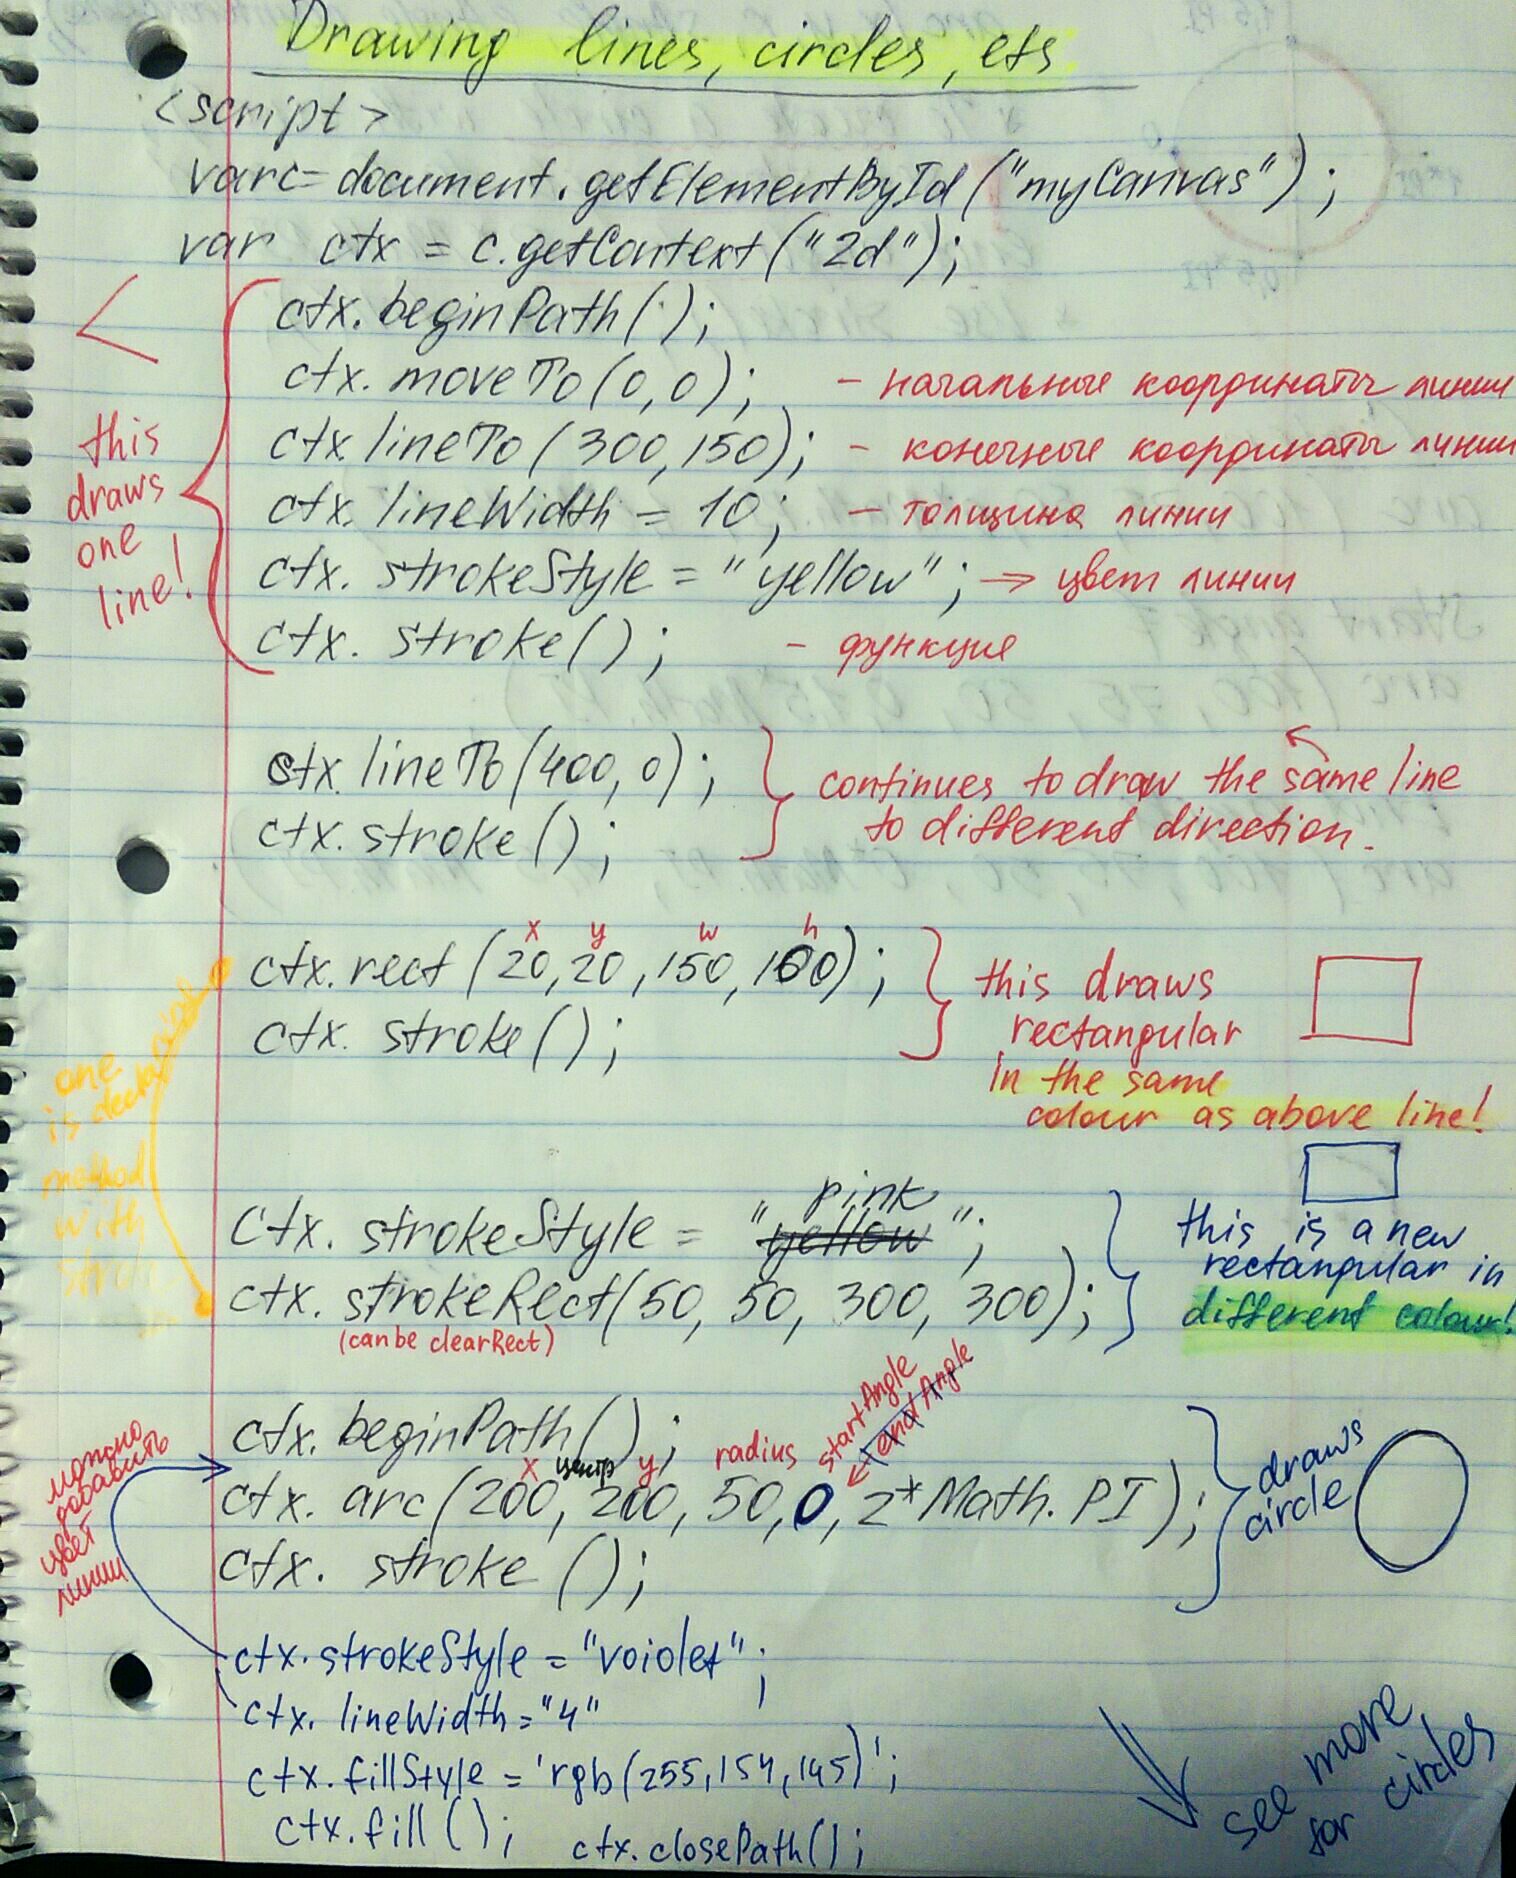 Drawing lines, circles, ets
<script>
var c= document.getElementById("myCanvas");
var ctx = c.getContext("2d");
ctx.beginPath();
ctx.moveTo(0,0); - начальные координаты линии
ctx lineTo(300,150); - конечные координаты линии
ctx. lineWidth = 10; - толщина линии
ctx. strokeStyle = "yellow"; → цвет линии
ctx. stroke(); - функция
this
draws
one
line!
ctx. lineTo(400,0);
ctx. stroke();
continues to draw the same line
to different direction.
x y w h
ctx.rect(20,20,150,100);
ctx. stroke();
this draws
rectangular
in the same
colour as above line!
one
is
method
with
pink
ctx. strokeStyle = "yellow";
ctx. strokeRect(50, 50, 300, 300);
(can be clearRect)
this is a new
rectangular in
different colour!
ctx. beginPath();
x центр y radius startAngle endAngle
ctx. arc(200, 200, 50, 0, 2*Math.PI);
ctx. stroke();
draws
circle
можно
добавить
цвет
линии
ctx.strokeStyle = "voiolet";
ctx. lineWidth = "4"
ctx.fillStyle = 'rgb(255,154,145)';
ctx.fill(); ctx.closePath();
see more
for circles